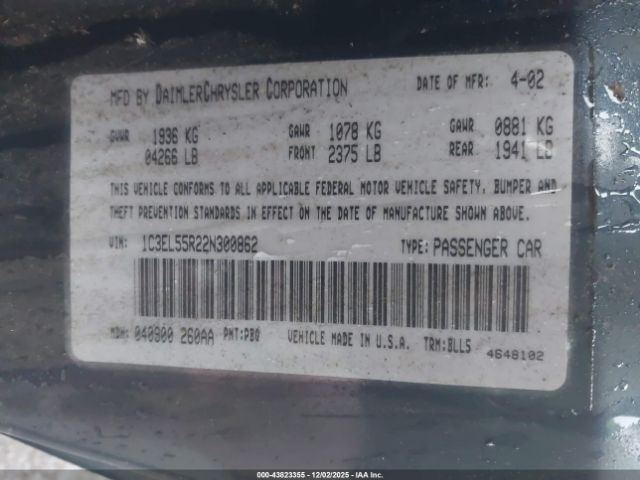 MFD BY DAIMLERCHRYSLER CORPORATION DATE OF MFR: 4-02
GVWR 1936 KG GAWR 1078 KG GAWR 0881 KG
04266 LB FRONT 2375 LB REAR 1941 LB
THIS VEHICLE CONFORMS TO ALL APPLICABLE FEDERAL MOTOR VEHICLE SAFETY, BUMPER AND
THEFT PREVENTION STANDARDS IN EFFECT ON THE DATE OF MANUFACTURE SHOWN ABOVE.
VIN: 1C3EL55R22N300862 TYPE: PASSENGER CAR
MDH: 040900 260AA PNT:PBQ VEHICLE MADE IN U.S.A. TRM:BLL5
4648102
000-43823355 - 12/02/2025 - IAA Inc.